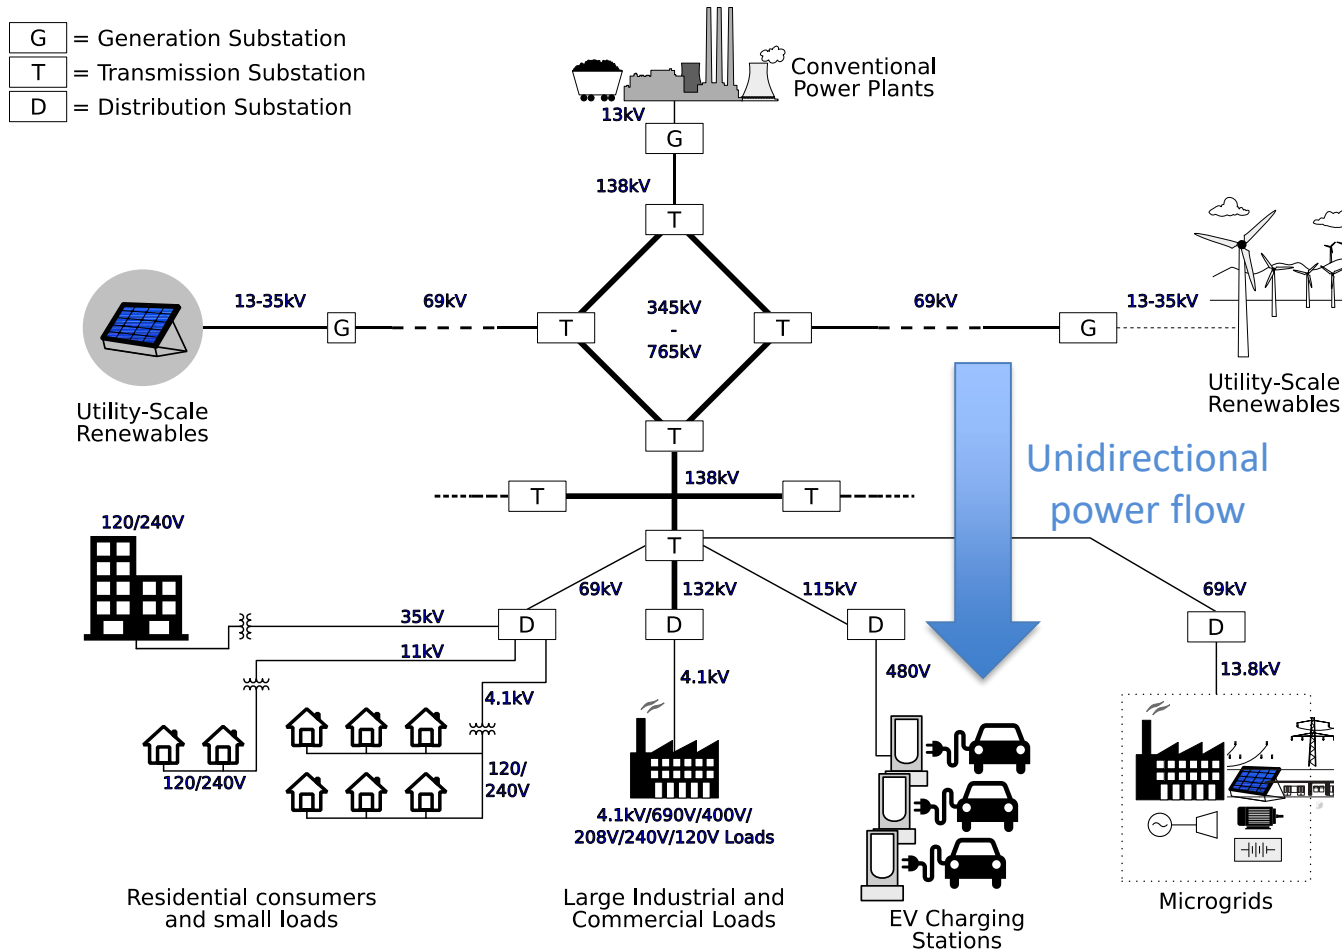 G = Generation Substation
T = Transmission Substation
D = Distribution Substation
Conventional
Power Plants
13kV
G
138kV
T
13-35kV
69kV
345kV
-
765kV
69kV
13-35kV
G
T
T
G
Utility-Scale
Renewables
Utility-Scale
Renewables
T
Unidirectional
power flow
138kV
T
T
120/240V
T
69kV
132kV
115kV
69kV
35kV
D
D
D
D
11kV
4.1kV
4.1kV
480V
13.8kV
120/240V
120/
240V
4.1kV/690V/400V/
208V/240V/120V Loads
Residential consumers
and small loads
Large Industrial and
Commercial Loads
EV Charging
Stations
Microgrids